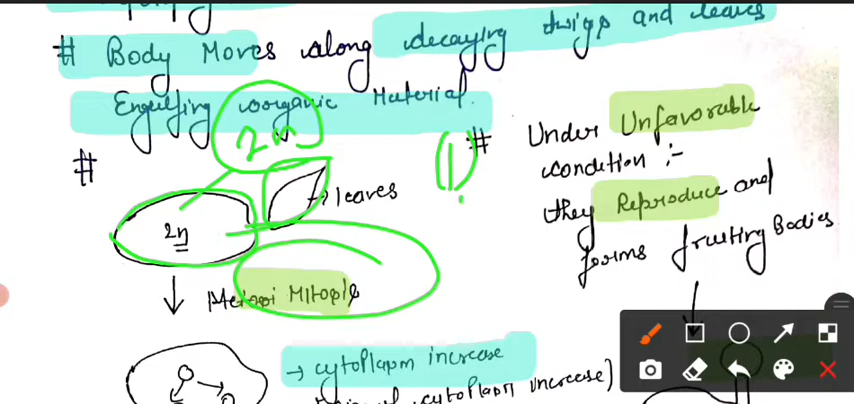 # Body Moves along decaying twigs and leaves
Engulfing inorganic Material.
2n
#
→ leaves
2n
Mitosis
→ cytoplasm increase
cytoplasm increase)
(1)
# Under Unfavorable
condition :-
they Reproduce and
forms fruiting Bodies